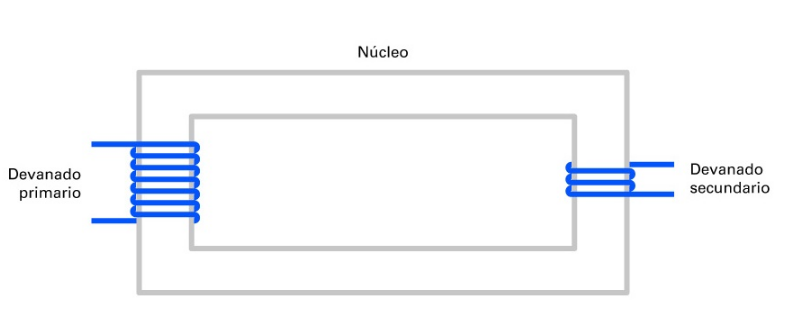 Núcleo
Devanado
primario
Devanado
secundario